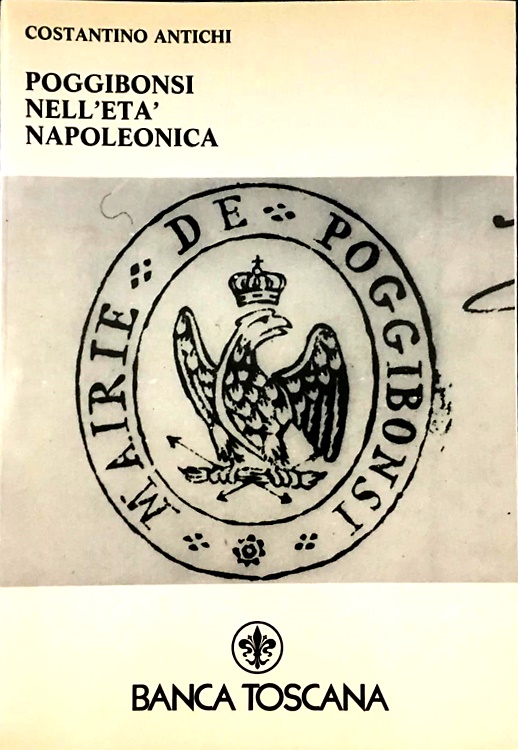 COSTANTINO ANTICHI
POGGIBONSI
NELL'ETA'
NAPOLEONICA
MAIRIE DE POGGIBONSI
BANCA TOSCANA